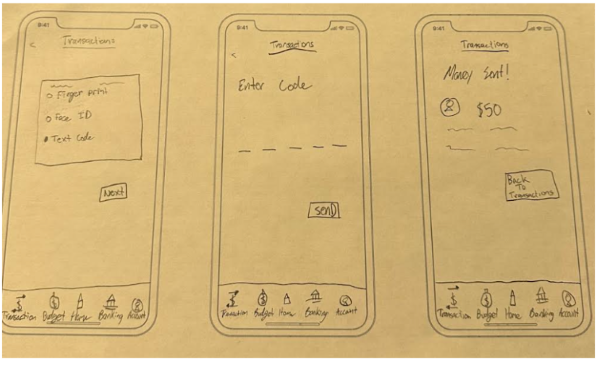 9:41
<
Transactions
Finger print
Face ID
Text Code
Next
Transaction Budget Home Banking Account
9:41
<
Transactions
Enter Code
_ _ _ _ _
send
Transaction Budget Home Banking Account
9:41
Transactions
Money Sent!
$50
Back
To
Transactions
Transaction Budget Home Banking Account